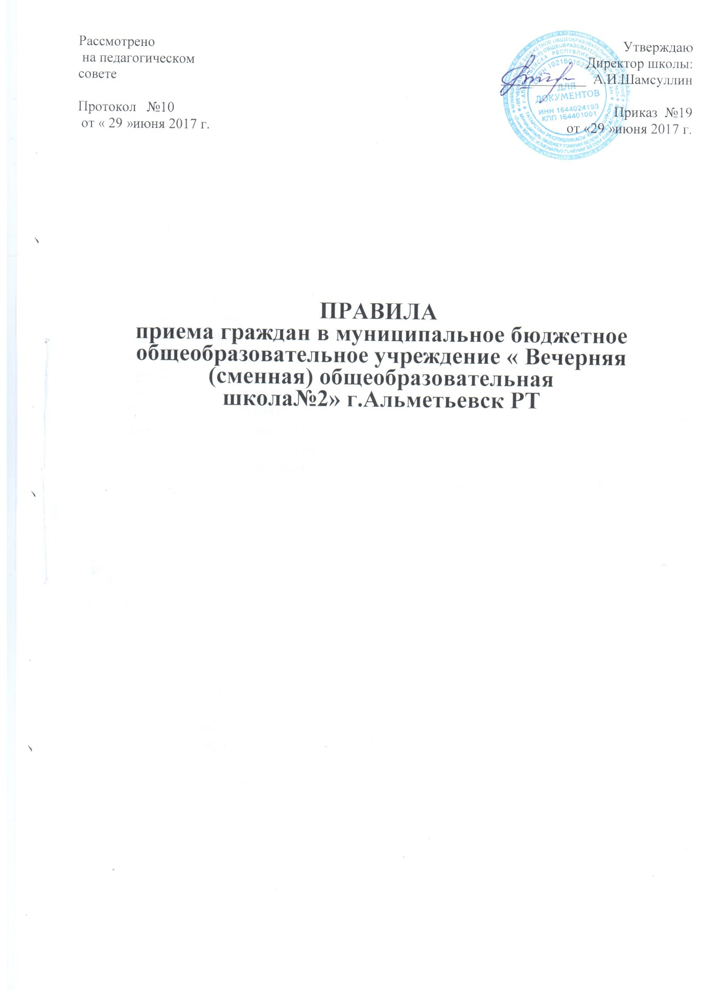 Рассмотрено
на педагогическом
совете
Протокол №10
от « 29 »июня 2017 г.
Утверждаю
Директор школы:
А.И.Шамсуллин
Приказ №19
от «29 »июня 2017 г.
ДЛЯ
ДОКУМЕНТОВ
ИНН 1644024193
КПП 164401001
ПРАВИЛА
приема граждан в муниципальное бюджетное
общеобразовательное учреждение « Вечерняя
(сменная) общеобразовательная
школа№2» г.Альметьевск РТ